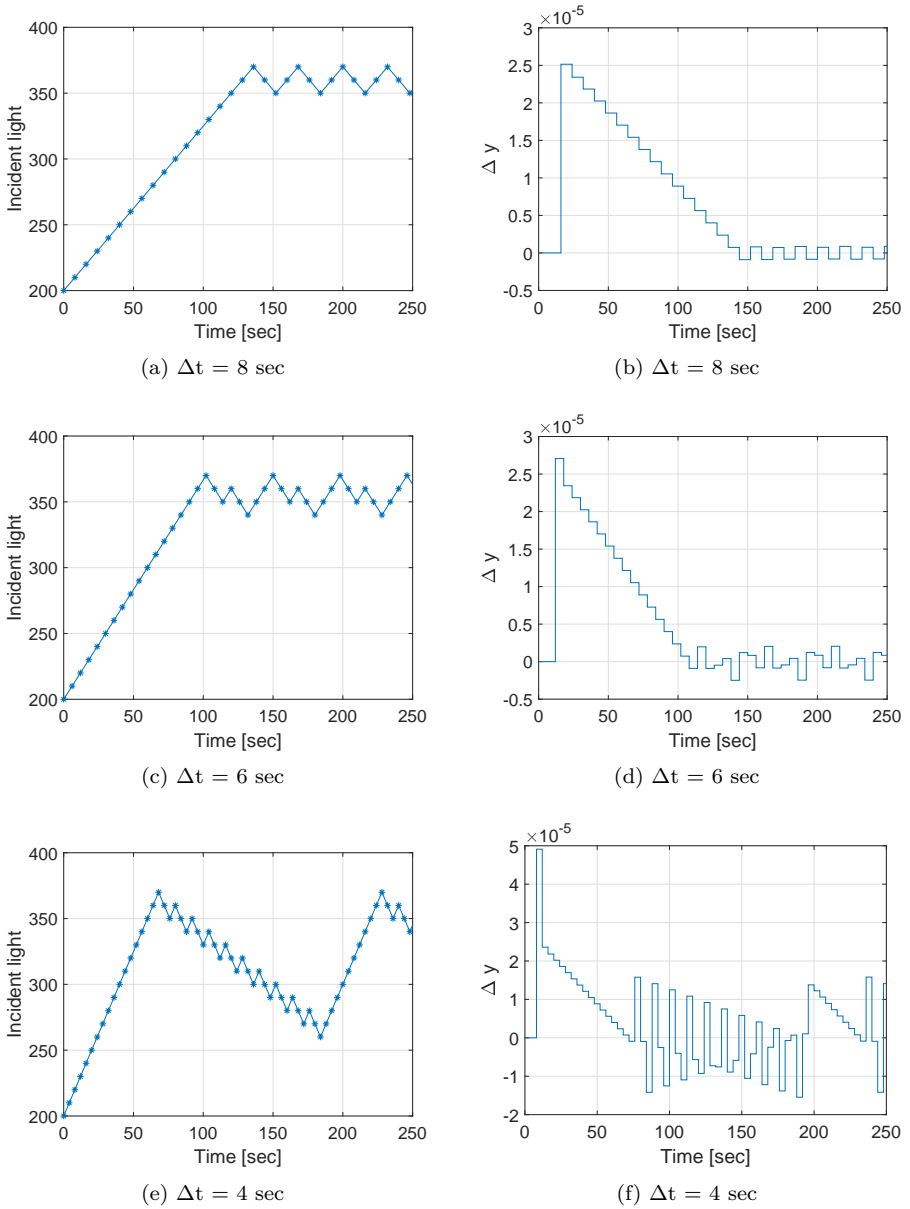 400
350
300
250
200
Incident light
0 50 100 150 200 250
Time [sec]
(a) Δt = 8 sec
×10-5
3
2.5
2
1.5
1
0.5
0
-0.5
Δ y
0 50 100 150 200 250
Time [sec]
(b) Δt = 8 sec
400
350
300
250
200
Incident light
0 50 100 150 200 250
Time [sec]
(c) Δt = 6 sec
×10-5
3
2.5
2
1.5
1
0.5
0
-0.5
Δ y
0 50 100 150 200 250
Time [sec]
(d) Δt = 6 sec
400
350
300
250
200
Incident light
0 50 100 150 200 250
Time [sec]
(e) Δt = 4 sec
×10-5
5
4
3
2
1
0
-1
-2
Δ y
0 50 100 150 200 250
Time [sec]
(f) Δt = 4 sec